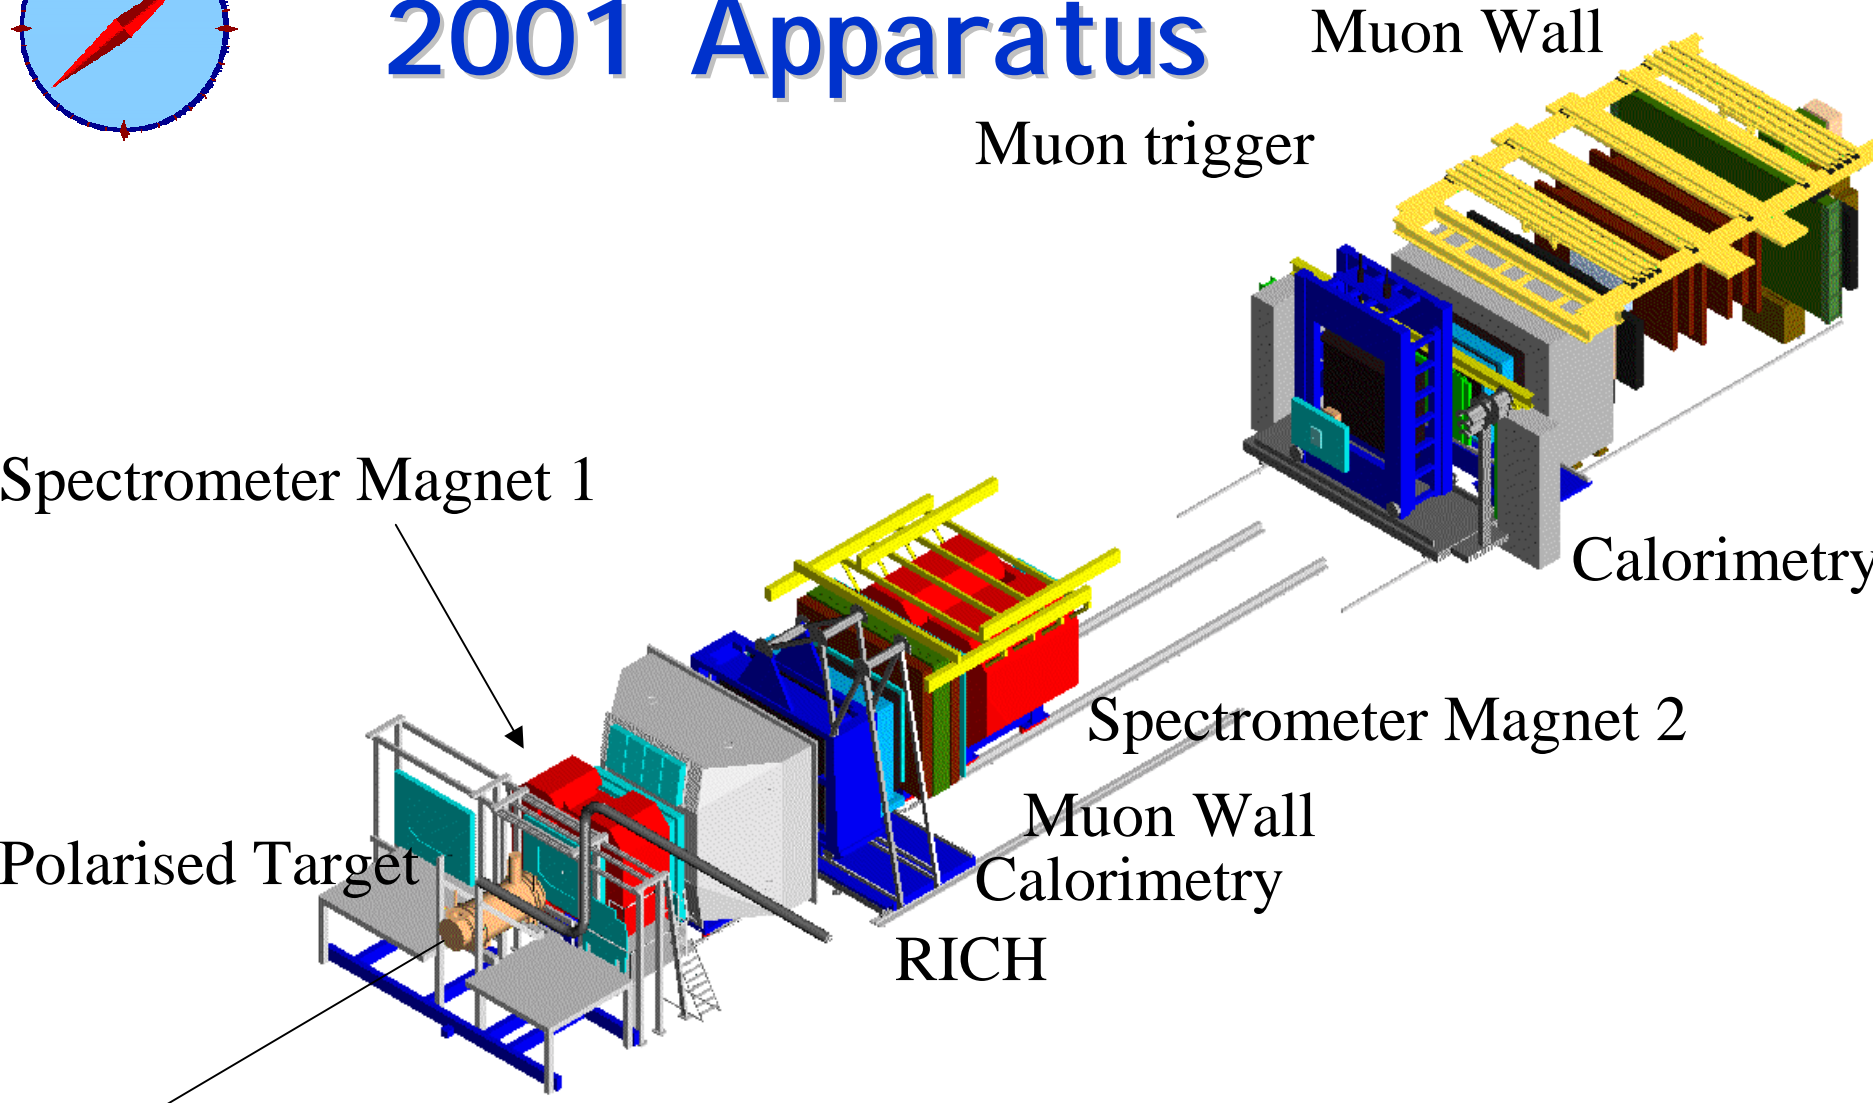 2001 Apparatus
Muon Wall
Muon trigger
Spectrometer Magnet 1
Calorimetry
Spectrometer Magnet 2
Muon Wall
Polarised Target
Calorimetry
RICH